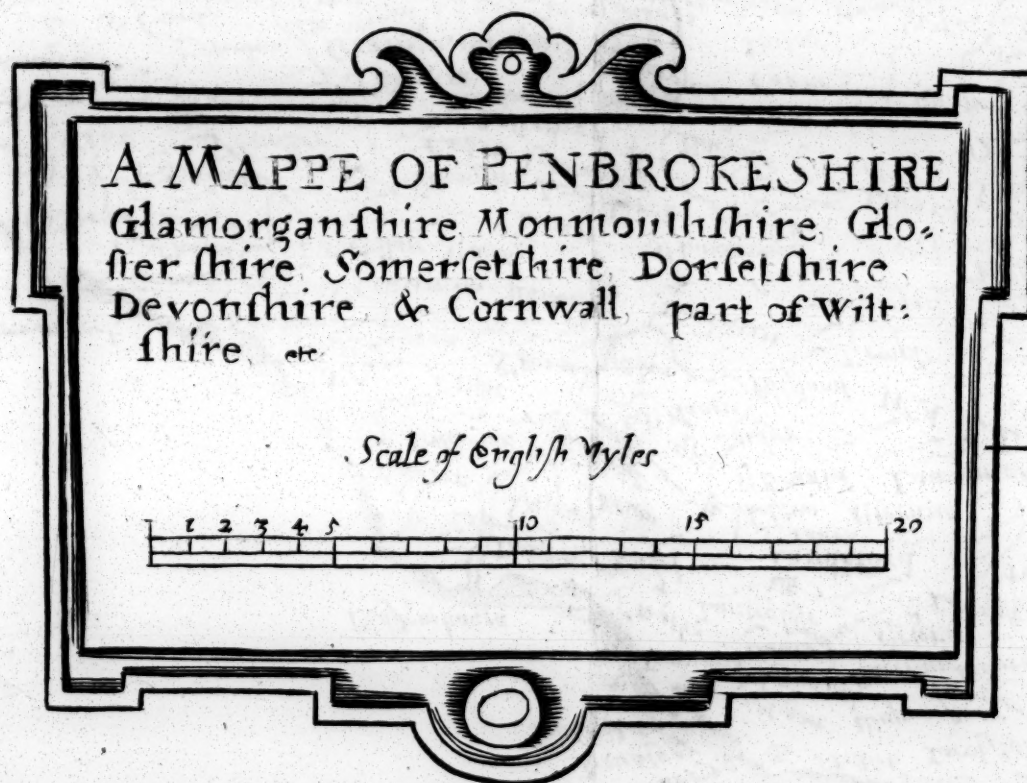 A MAPPE OF PENBROKESHIRE
Glamorganſhire, Monmouthſhire, Glo:
ſter ſhire, Somerſetſhire, Dorſetſhire,
Devonſhire, & Cornwall, part of Wilt:
ſhire, etc
Scale of Engliſh Myles
1 2 3 4 5 10 15 20